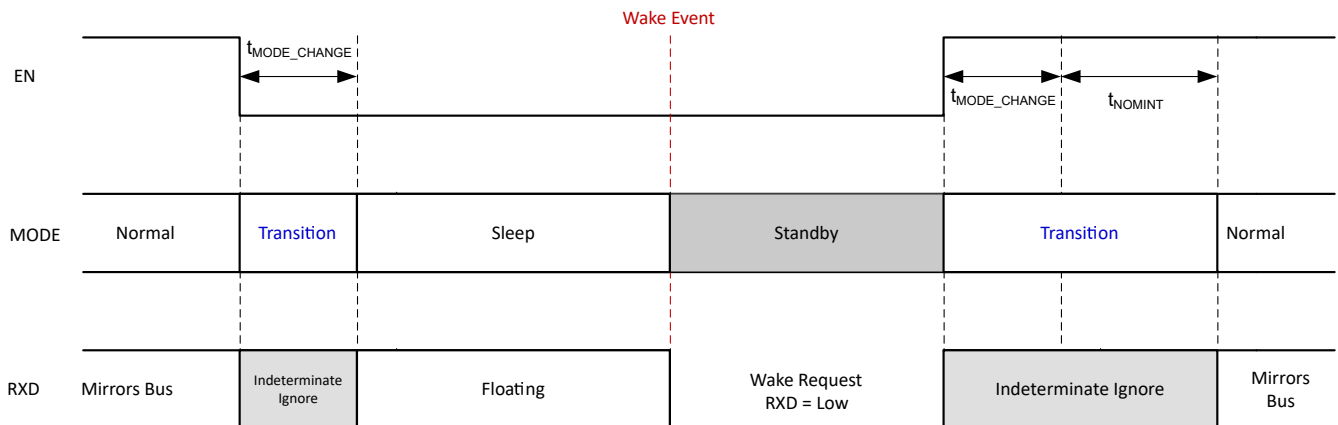 Wake Event
EN
tMODE_CHANGE
tMODE_CHANGE
tNOMINT
MODE
Normal
Transition
Sleep
Standby
Transition
Normal
RXD
Mirrors Bus
Indeterminate
Ignore
Floating
Wake Request
RXD = Low
Indeterminate Ignore
Mirrors
Bus